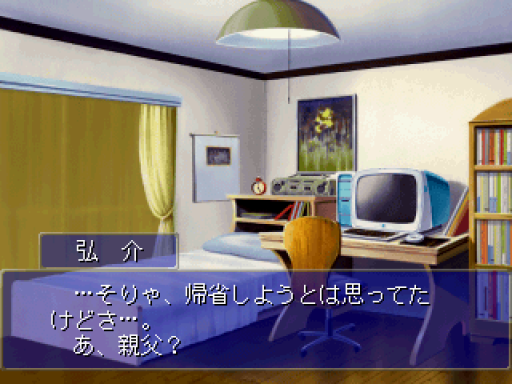 弘介
…そりゃ、帰省しようとは思ってた
けどさ…。
あ、親父？